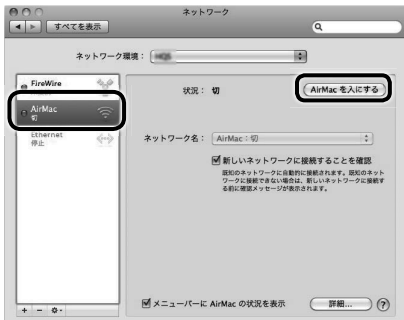 ネットワーク
すべてを表示
ネットワーク環境：
FireWire
AirMac
切
Ethernet
停止
状況： 切
AirMac を入にする
ネットワーク名： AirMac：切
新しいネットワークに接続することを確認
既知のネットワークに自動的に接続されます。既知のネット
ワークに接続できない場合は、新しいネットワークに接続す
る前に確認メッセージが表示されます。
メニューバーに AirMac の状況を表示
詳細...
?